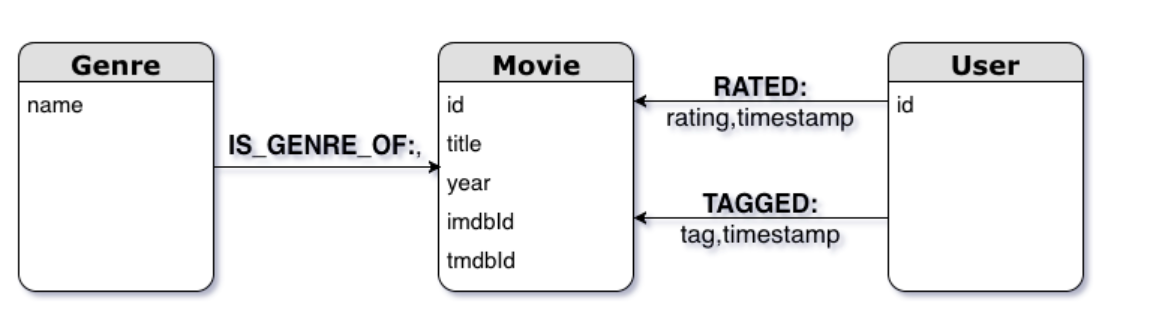 Genre
name
IS_GENRE_OF:,
Movie
id
title
year
imdbId
tmdbId
RATED:
rating,timestamp
TAGGED:
tag,timestamp
User
id